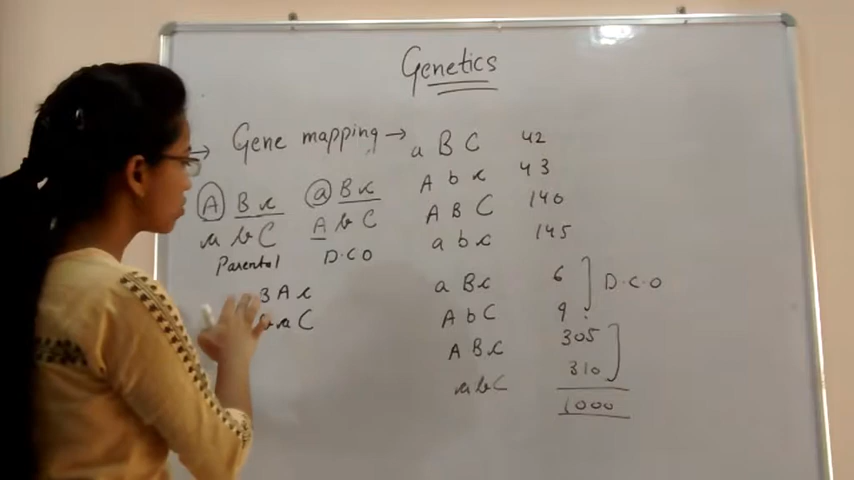 Genetics
→ Gene mapping →
a B C 42
A b c 43
A B C 140
a b c 145
a B c 6
A b C 9
D.C.O
A B c 305
a b C 310
1000
A B c
a b C
Parental
a B c
A b C
D.C.O
B A c
a C